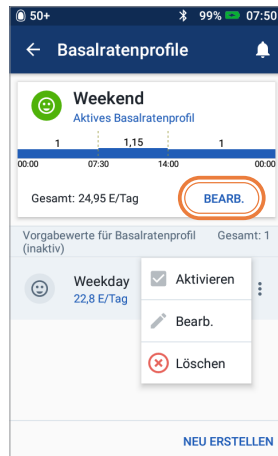 50+ 99% 07:50
Basalratenprofile
Weekend
Aktives Basalratenprofil
1 1,15 1
00:00 07:30 14:00 00:00
Gesamt: 24,95 E/Tag BEARB.
Vorgabewerte für Basalratenprofil Gesamt: 1
(inaktiv)
Weekday
22,8 E/Tag
Aktivieren
Bearb.
Löschen
NEU ERSTELLEN